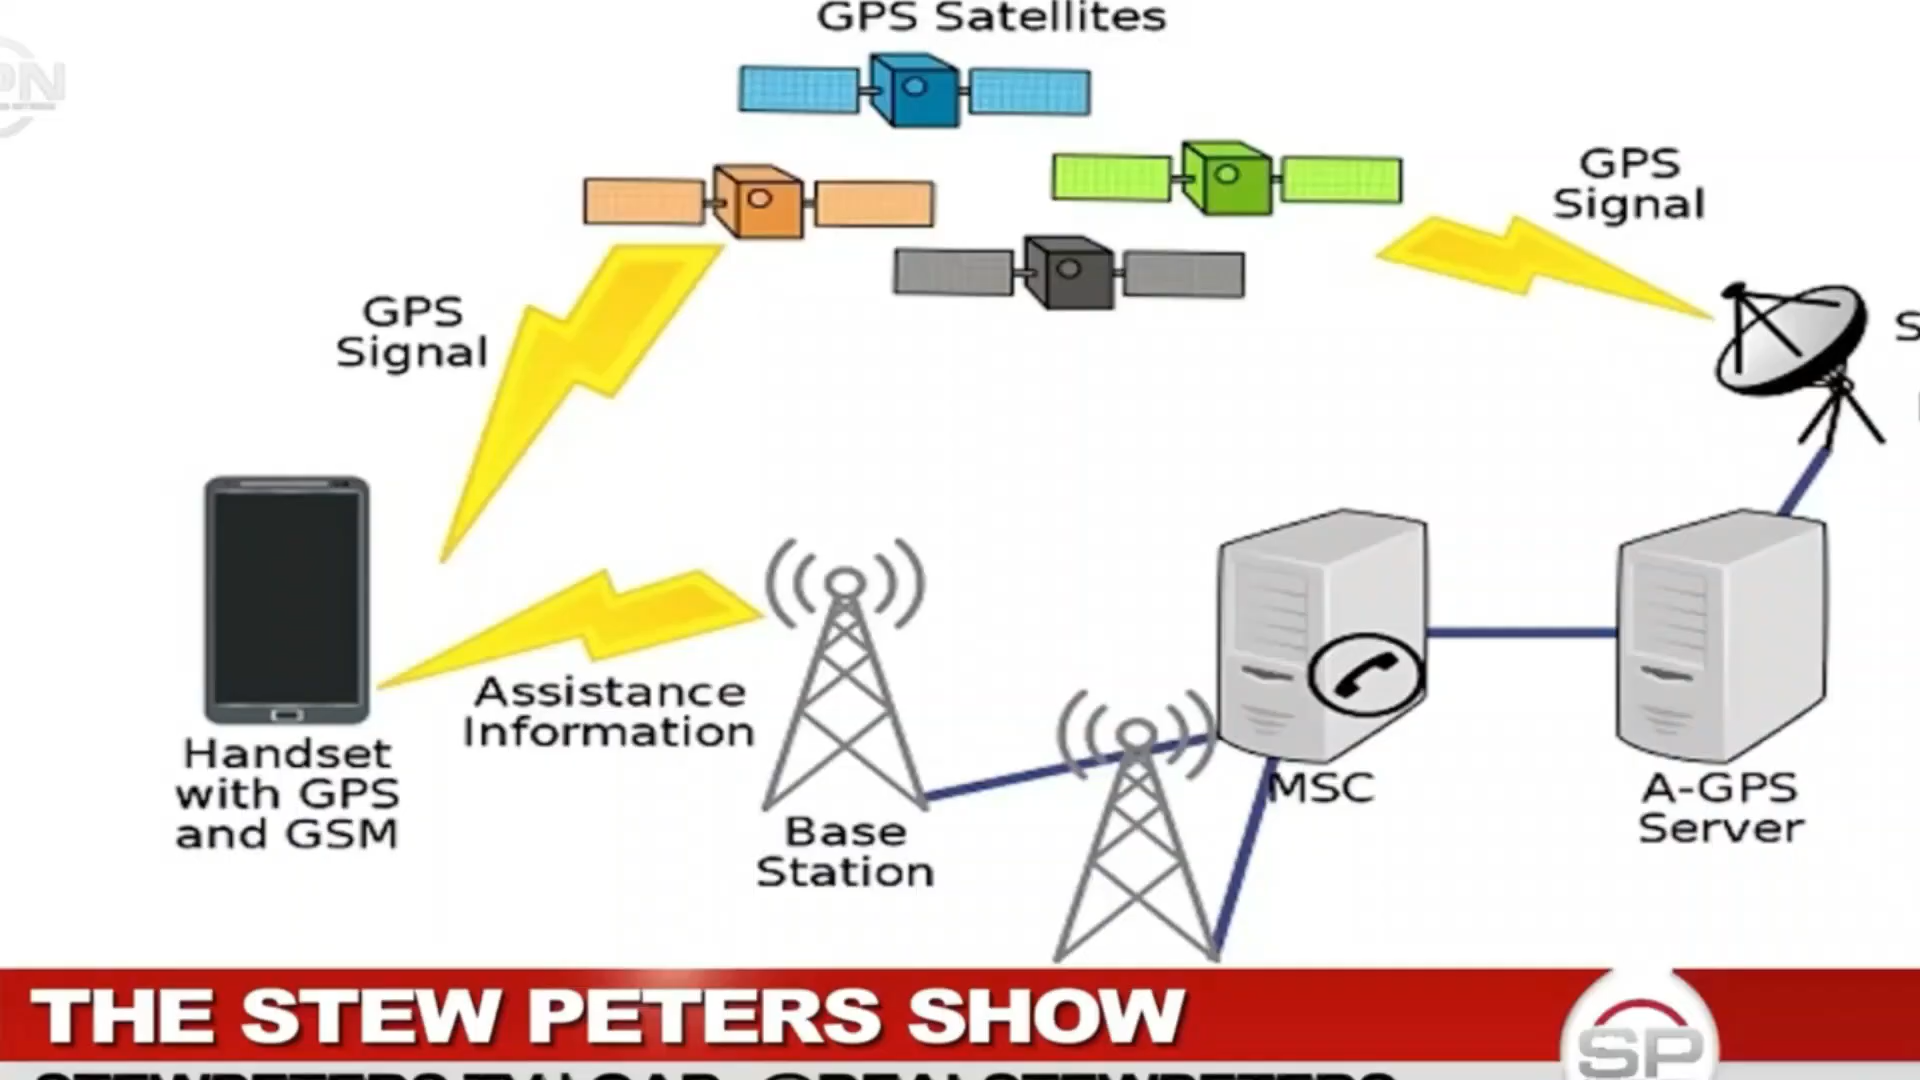 GPS Satellites
GPS
Signal
GPS
Signal
Assistance
Information
Handset
with GPS
and GSM
Base
Station
MSC
A-GPS
Server
THE STEW PETERS SHOW
SP